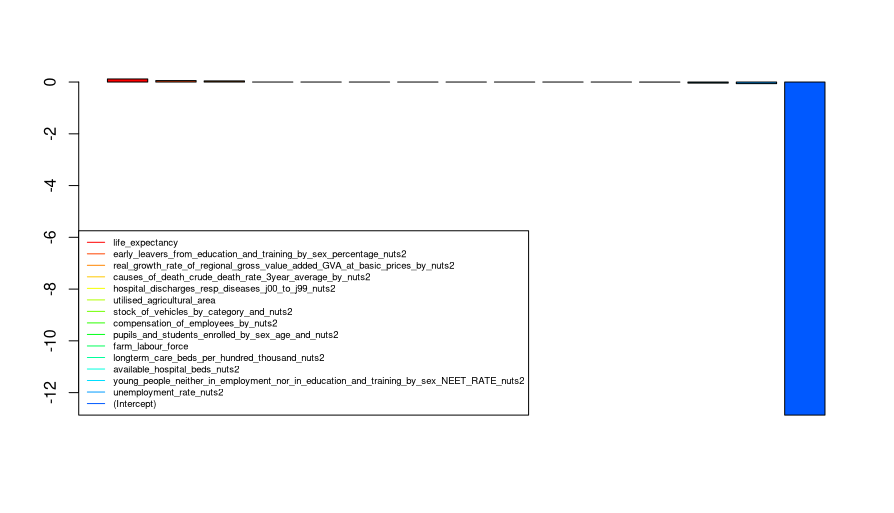 0
-2
-4
-6
-8
-10
-12
life_expectancy
early_leavers_from_education_and_training_by_sex_percentage_nuts2
real_growth_rate_of_regional_gross_value_added_GVA_at_basic_prices_by_nuts2
causes_of_death_crude_death_rate_3year_average_by_nuts2
hospital_discharges_resp_diseases_j00_to_j99_nuts2
utilised_agricultural_area
stock_of_vehicles_by_category_and_nuts2
compensation_of_employees_by_nuts2
pupils_and_students_enrolled_by_sex_age_and_nuts2
farm_labour_force
longterm_care_beds_per_hundred_thousand_nuts2
available_hospital_beds_nuts2
young_people_neither_in_employment_nor_in_education_and_training_by_sex_NEET_RATE_nuts2
unemployment_rate_nuts2
(Intercept)